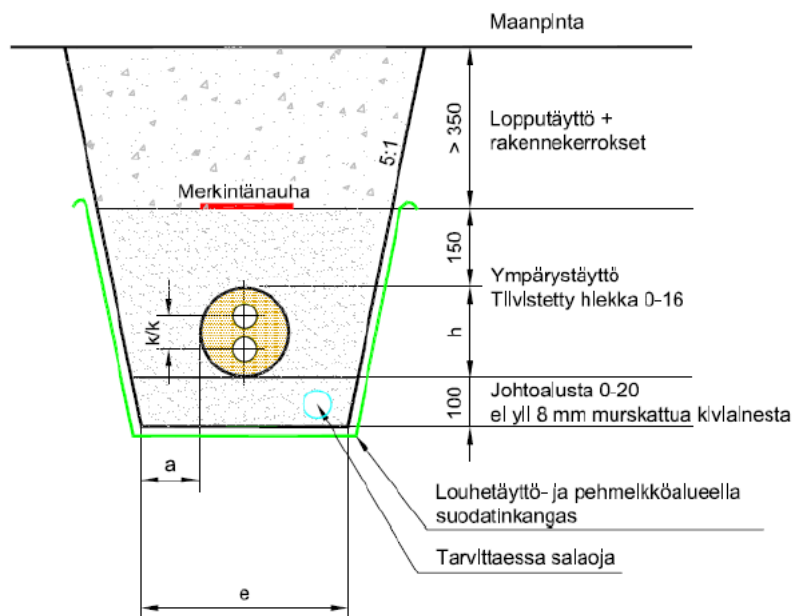 Maanpinta
> 350
Lopputäyttö +
rakennekerrokset
5:1
Merkintänauha
150
Ympärystäyttö
Tiivistetty hiekka 0-16
k/k
h
100
Johtoalusta 0-20
ei yli 8 mm murskattua kiviainesta
a
Louhetäyttö- ja pehmeikköalueella
suodatinkangas
Tarvittaessa salaoja
e